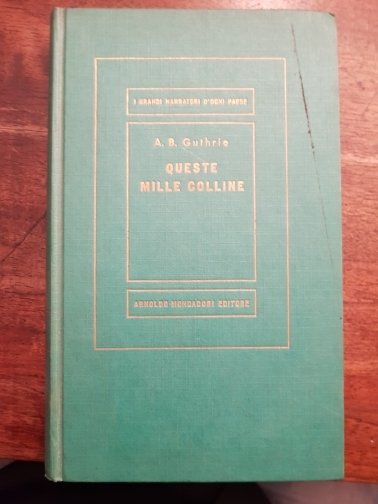 I GRANDI NARRATORI D'OGNI PAESE
A. B. Guthrie
QUESTE
MILLE COLLINE
ARNOLDO MONDADORI EDITORE